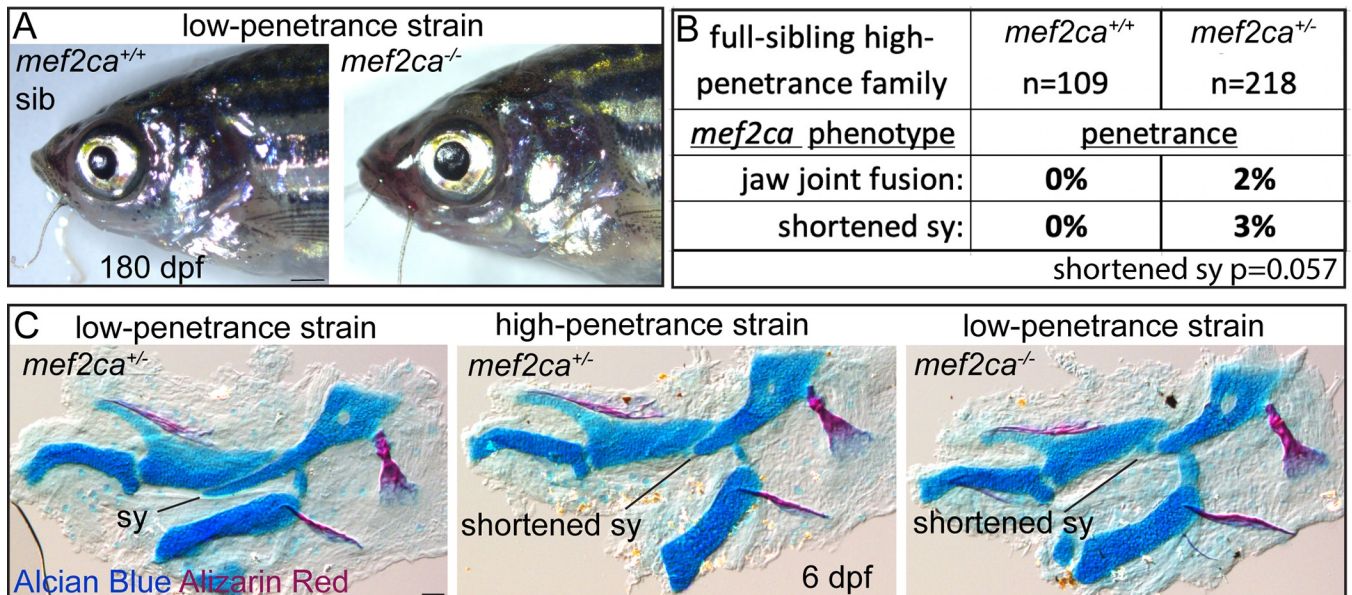 A
low-penetrance strain
mef2ca+/+
sib
mef2ca-/-
180 dpf
B
full-sibling high-
penetrance family
mef2ca+/+
n=109
mef2ca+/-
n=218
mef2ca phenotype
penetrance
jaw joint fusion:
0%
2%
shortened sy:
0%
3%
shortened sy p=0.057
C
low-penetrance strain
mef2ca+/-
sy
Alcian Blue Alizarin Red
high-penetrance strain
mef2ca+/-
shortened sy
6 dpf
low-penetrance strain
mef2ca-/-
shortened sy